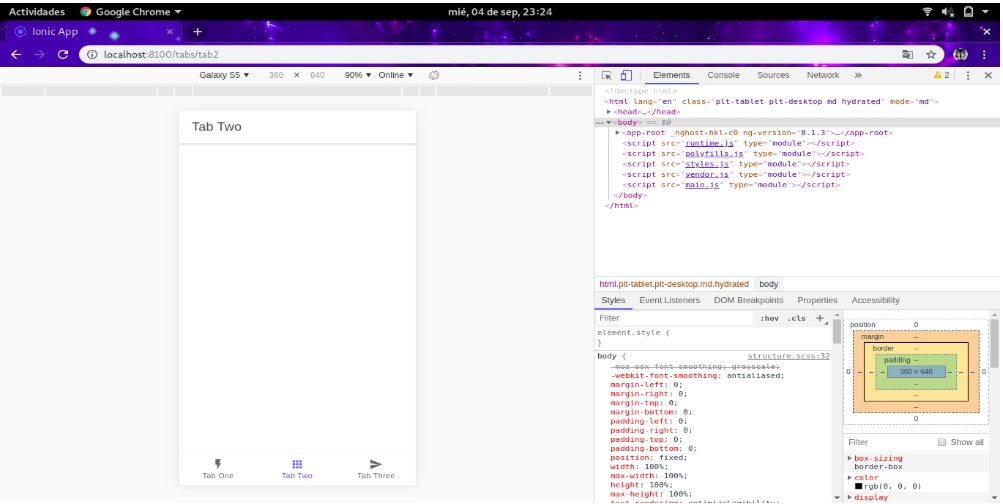 Actividades Google Chrome mié, 04 de sep, 23:24
Ionic App
localhost:8100/tabs/tab2
Galaxy S5 360 × 640 90% Online
Tab Two
Tab One Tab Two Tab Three
Elements Console Sources Network » 2
<!doctype html>
<html lang="en" class="plt-tablet plt-desktop md hydrated" mode="md">
<head>…</head>
<body> == $0
<app-root _nghost-hkl-c0 ng-version="8.1.3">…</app-root>
<script src="runtime.js" type="module"></script>
<script src="polyfills.js" type="module"></script>
<script src="styles.js" type="module"></script>
<script src="vendor.js" type="module"></script>
<script src="main.js" type="module"></script>
</body>
</html>
html.plt-tablet.plt-desktop.md.hydrated body
Styles Event Listeners DOM Breakpoints Properties Accessibility
Filter :hov .cls +
element.style {
}
body { structure.scss:32
-moz-osx-font-smoothing: grayscale;
-webkit-font-smoothing: antialiased;
margin-left: 0;
margin-right: 0;
margin-top: 0;
margin-bottom: 0;
padding-left: 0;
padding-right: 0;
padding-top: 0;
padding-bottom: 0;
position: fixed;
width: 100%;
max-width: 100%;
height: 100%;
max-height: 100%;
text-rendering: optimizeLegibility;
position 0
margin –
border –
padding –
0 – – – 360 × 640 – – – 0
–
–
–
0
Filter Show all
box-sizing
border-box
color
rgb(0, 0, 0)
display